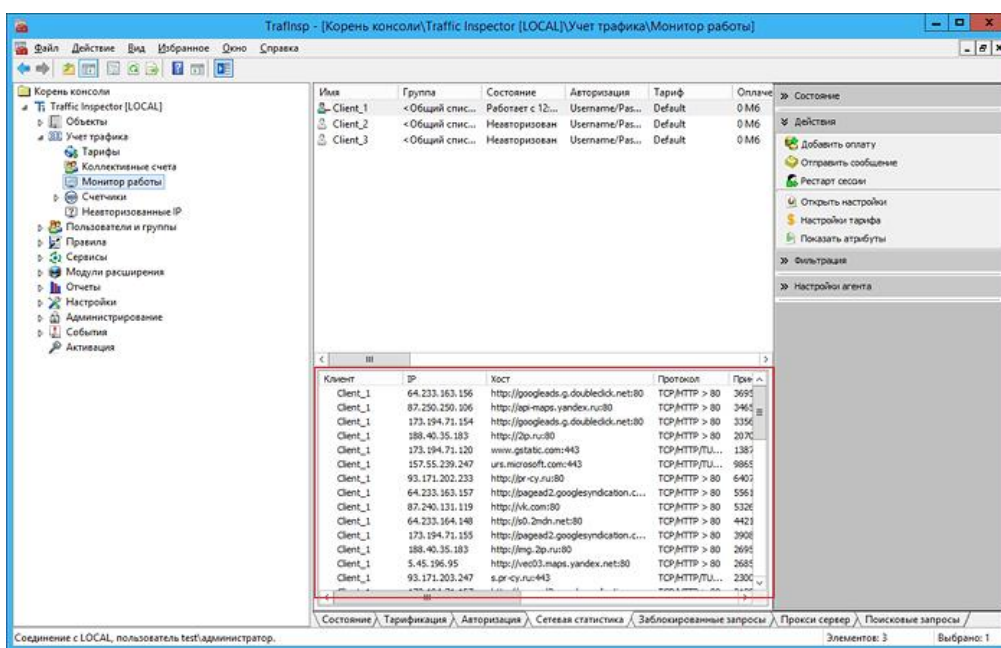 TrafInsp - [Корень консоли\Traffic Inspector [LOCAL]\Учет трафика\Монитор работы]
Файл Действие Вид Избранное Окно Справка
Корень консоли
Traffic Inspector [LOCAL]
Объекты
Учет трафика
Тарифы
Коллективные счета
Монитор работы
Счетчики
Неавторизованные IP
Пользователи и группы
Правила
Сервисы
Модули расширения
Отчеты
Настройки
Администрирование
События
Активация
Имя Группа Состояние Авторизация Тариф Оплаче
Client_1 <Общий спис... Работает с 12:... Username/Pas... Default 0 Мб
Client_2 <Общий спис... Неавторизован Username/Pas... Default 0 Мб
Client_3 <Общий спис... Неавторизован Username/Pas... Default 0 Мб
Состояние
Действия
Добавить оплату
Отправить сообщение
Рестарт сессии
Открыть настройки
Настройки тарифа
Показать атрибуты
Фильтрация
Настройки агента
Клиент IP Хост Протокол При
Client_1 64.233.163.156 http://googleads.g.doubleclick.net:80 TCP/HTTP > 80 3695
Client_1 87.250.250.106 http://api-maps.yandex.ru:80 TCP/HTTP > 80 3465
Client_1 173.194.71.154 http://googleads.g.doubleclick.net:80 TCP/HTTP > 80 3356
Client_1 188.40.35.183 http://2ip.ru:80 TCP/HTTP > 80 2070
Client_1 173.194.71.120 www.gstatic.com:443 TCP/HTTP/TU... 1387
Client_1 157.55.239.247 urs.microsoft.com:443 TCP/HTTP/TU... 9865
Client_1 93.171.202.233 http://pr-cy.ru:80 TCP/HTTP > 80 6407
Client_1 64.233.163.157 http://pagead2.googlesyndication.c... TCP/HTTP > 80 5561
Client_1 87.240.131.119 http://vk.com:80 TCP/HTTP > 80 5326
Client_1 64.233.164.148 http://s0.2mdn.net:80 TCP/HTTP > 80 4421
Client_1 173.194.71.155 http://pagead2.googlesyndication.c... TCP/HTTP > 80 3908
Client_1 188.40.35.183 http://img.2ip.ru:80 TCP/HTTP > 80 2695
Client_1 5.45.196.95 http://vec03.maps.yandex.net:80 TCP/HTTP > 80 2685
Client_1 93.171.203.247 s.pr-cy.ru:443 TCP/HTTP/TU... 2300
Состояние Тарификация Авторизация Сетевая статистика Заблокированные запросы Прокси сервер Поисковые запросы
Соединение с LOCAL, пользователь test\администратор. Элементов: 3 Выбрано: 1